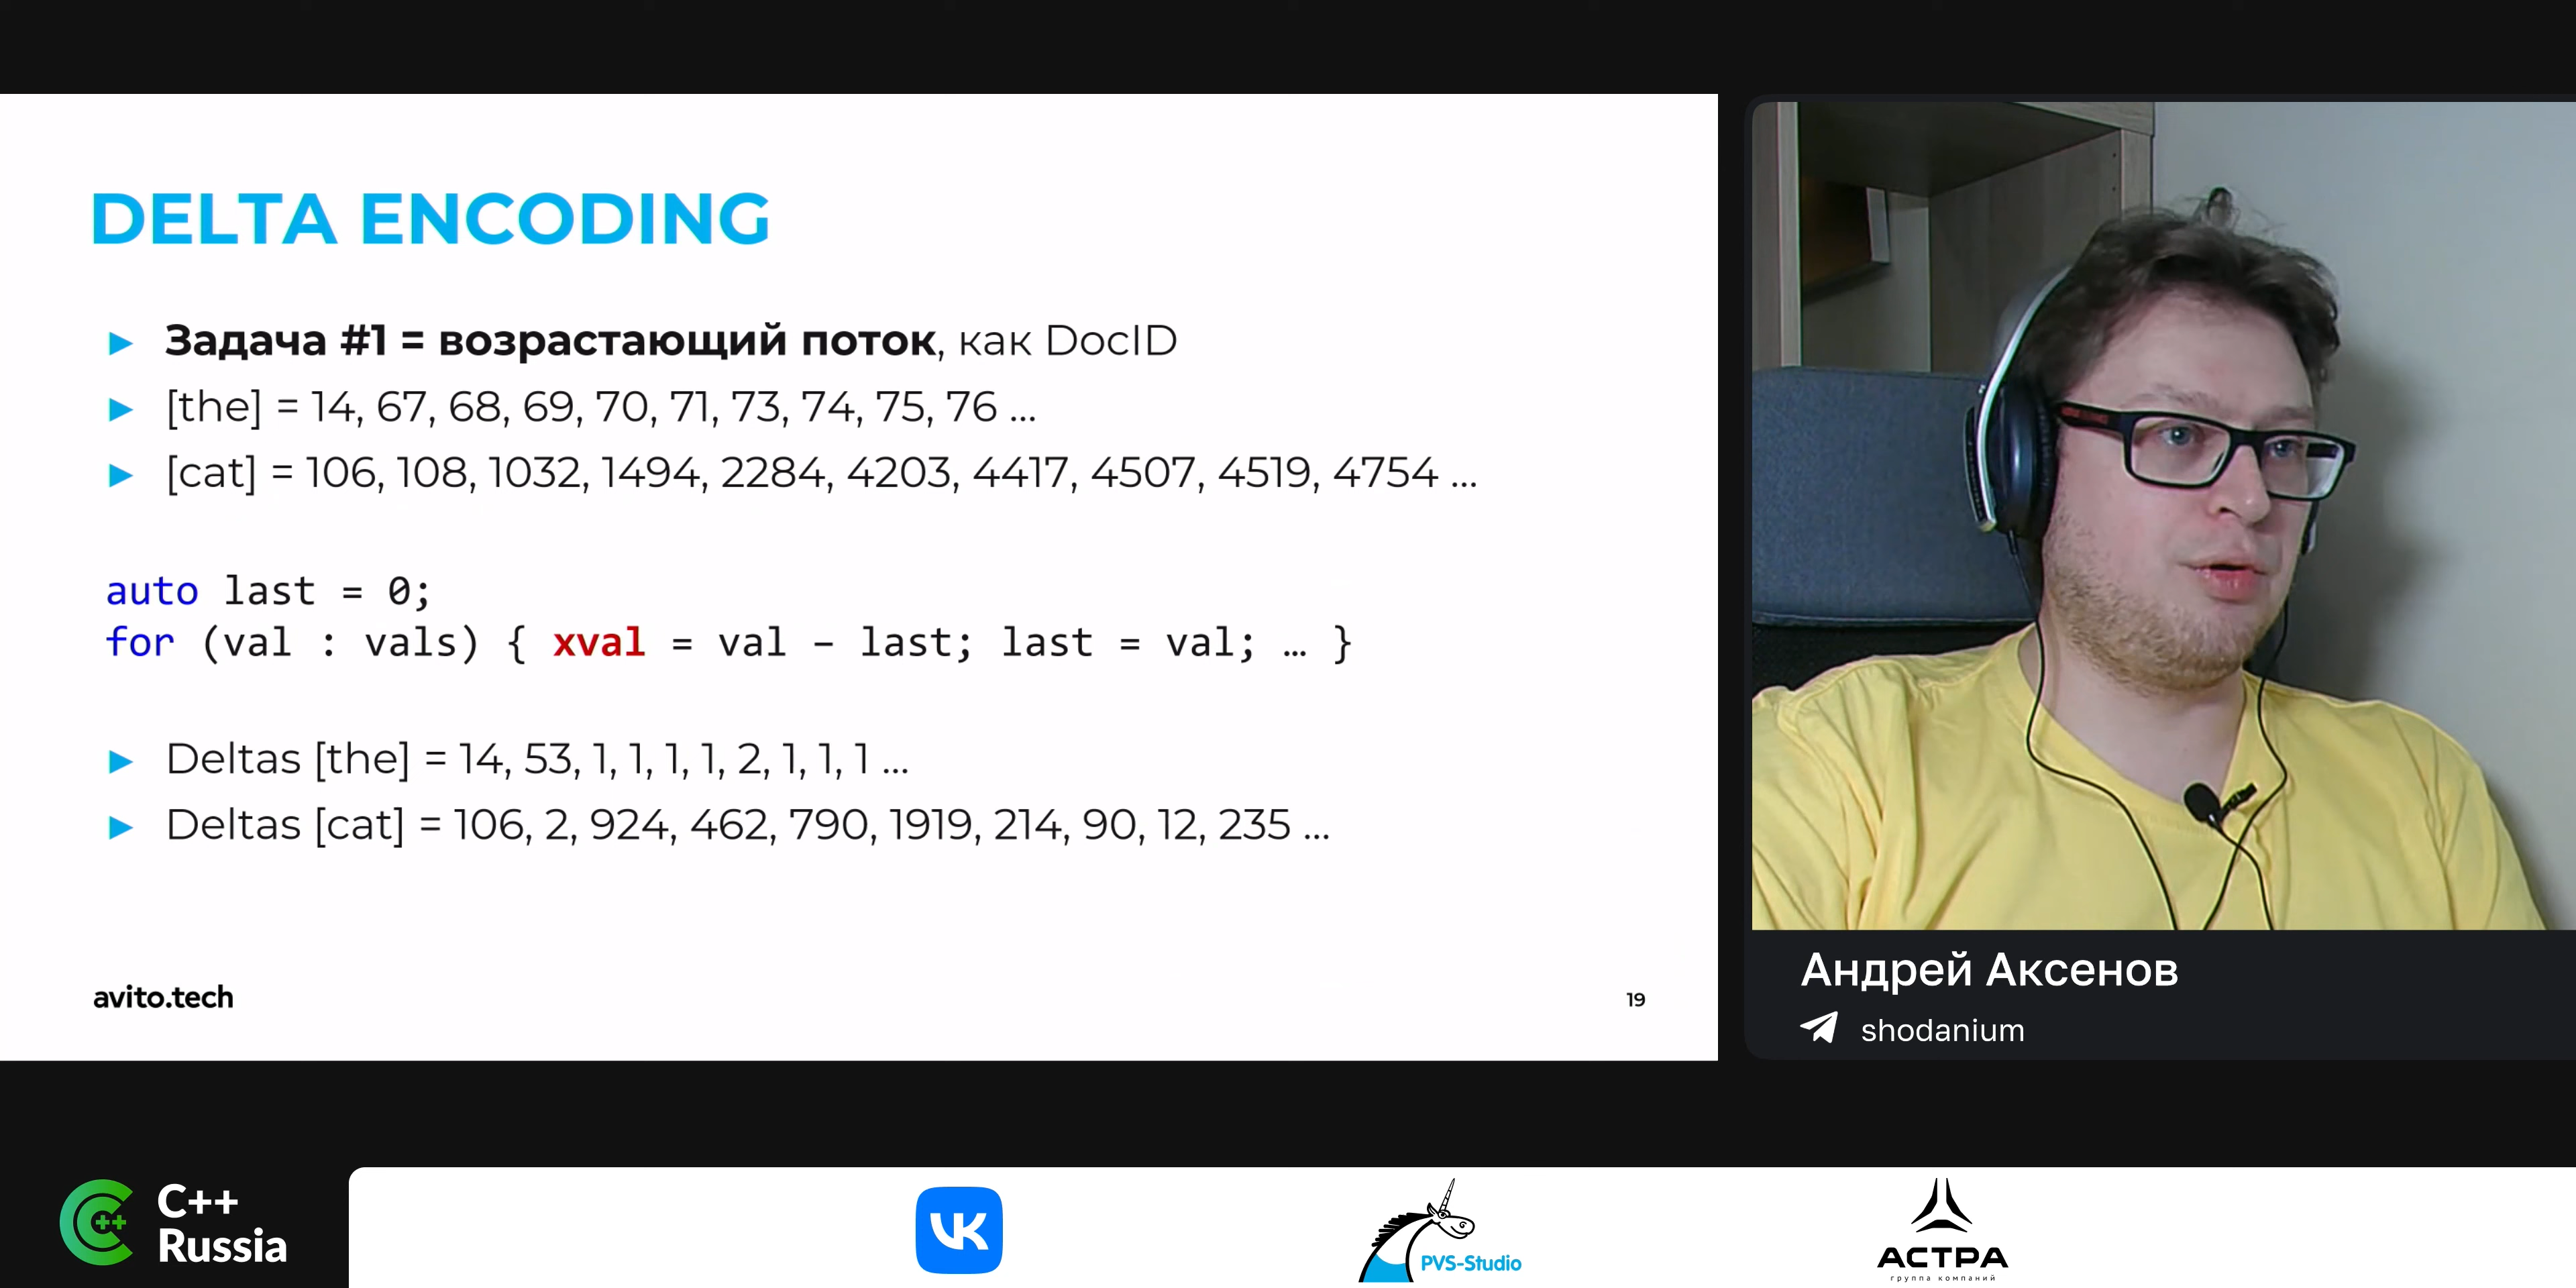 DELTA ENCODING
► Задача #1 = возрастающий поток, как DocID
► [the] = 14, 67, 68, 69, 70, 71, 73, 74, 75, 76 ...
► [cat] = 106, 108, 1032, 1494, 2284, 4203, 4417, 4507, 4519, 4754 ...
auto last = 0;
for (val : vals) { xval = val – last; last = val; … }
► Deltas [the] = 14, 53, 1, 1, 1, 1, 2, 1, 1, 1 ...
► Deltas [cat] = 106, 2, 924, 462, 790, 1919, 214, 90, 12, 235 ...
avito.tech
19
Андрей Аксенов
shodanium
C++
Russia
VK
PVS-Studio
АСТРА
группа компаний